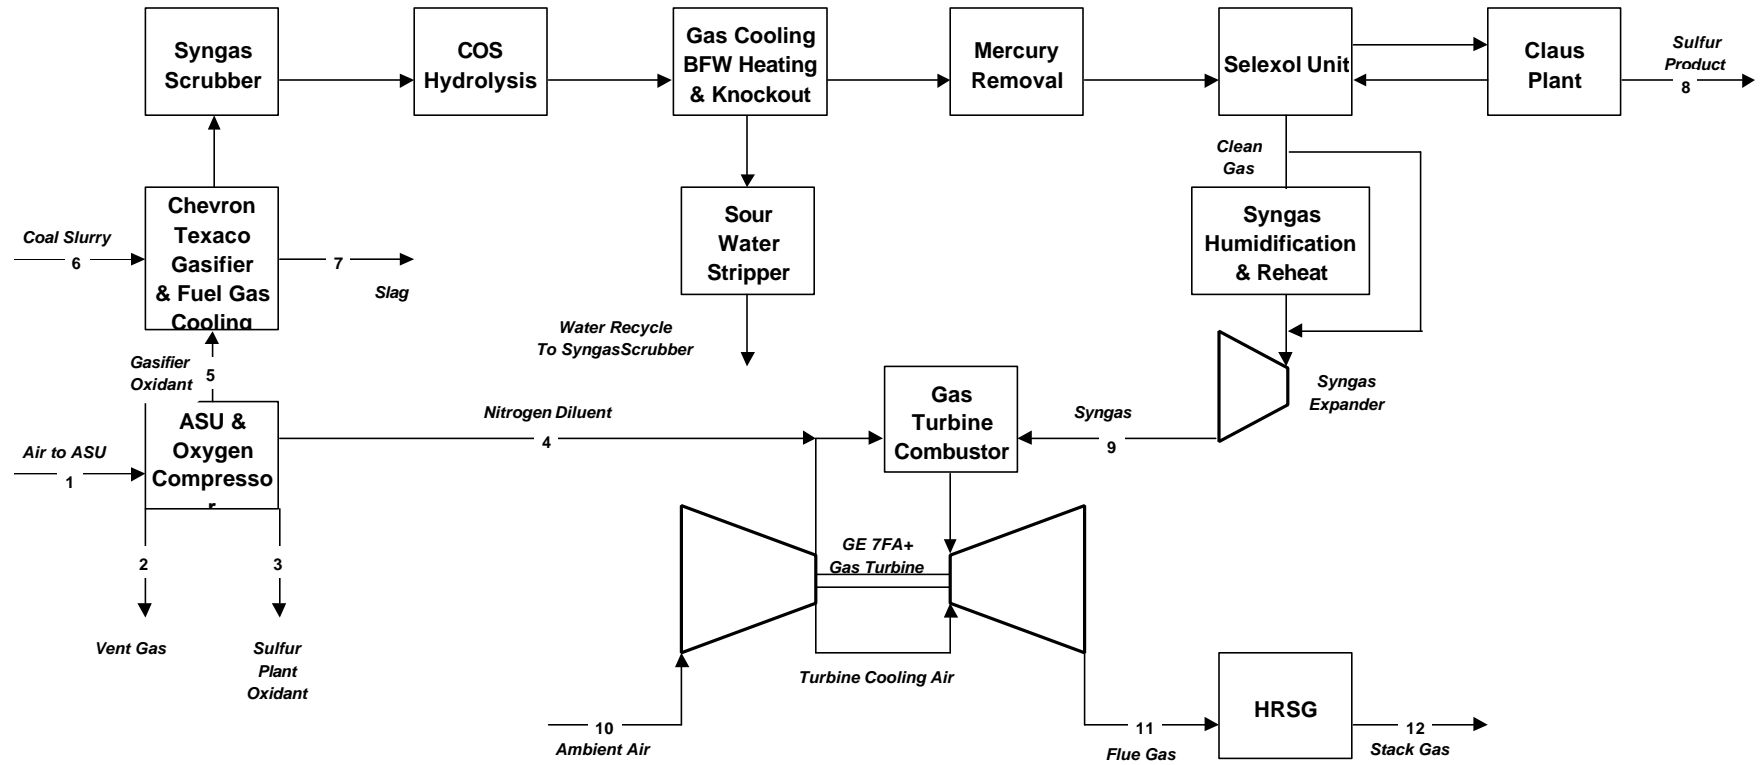 Syngas
Scrubber
COS
Hydrolysis
Gas Cooling
BFW Heating
& Knockout
Mercury
Removal
Selexol Unit
Claus
Plant
Sulfur
Product
8
Clean
Gas
Chevron
Texaco
Gasifier
& Fuel Gas
Cooling
Coal Slurry
6
7
Slag
Sour
Water
Stripper
Syngas
Humidification
& Reheat
Water Recycle
To SyngasScrubber
Gasifier
Oxidant
5
Syngas
Expander
ASU &
Oxygen
Compresso
r
Air to ASU
1
Nitrogen Diluent
4
Gas
Turbine
Combustor
Syngas
9
2
3
Vent Gas
Sulfur
Plant
Oxidant
GE 7FA+
Gas Turbine
Turbine Cooling Air
10
Ambient Air
11
Flue Gas
HRSG
12
Stack Gas